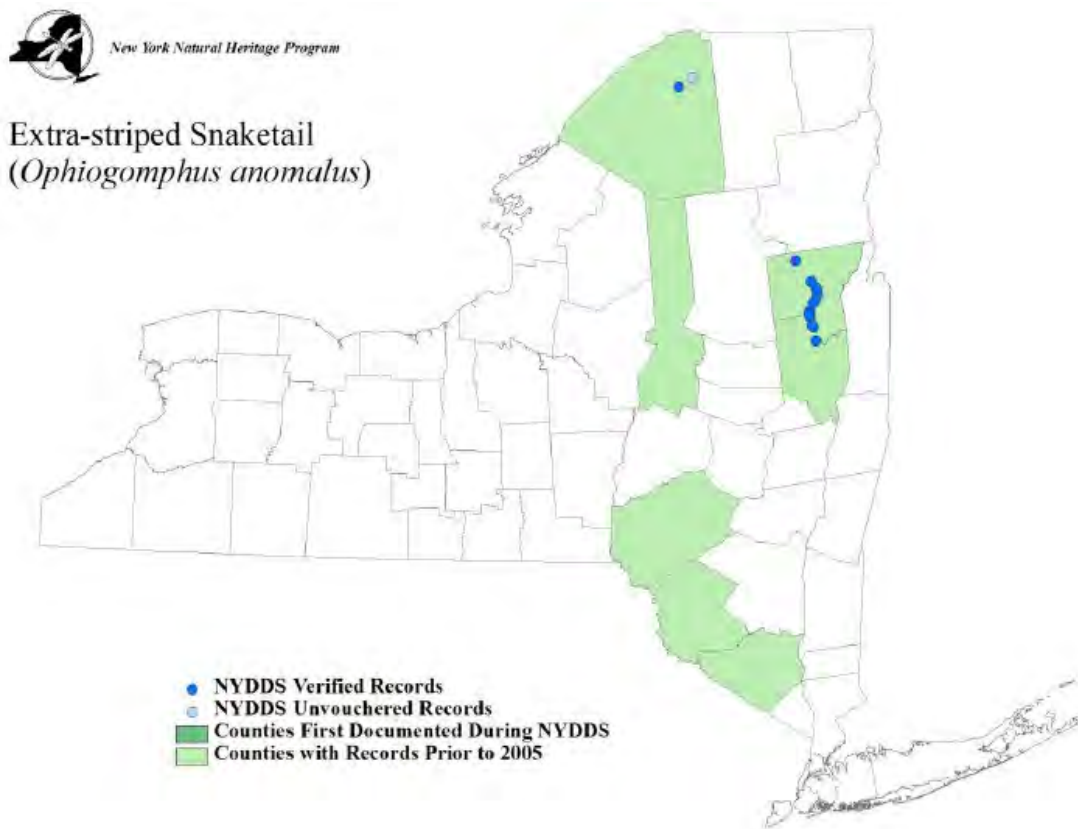 New York Natural Heritage Program
Extra-striped Snaketail
(Ophiogomphus anomalus)
NYDDS Verified Records
NYDDS Unvouchered Records
Counties First Documented During NYDDS
Counties with Records Prior to 2005